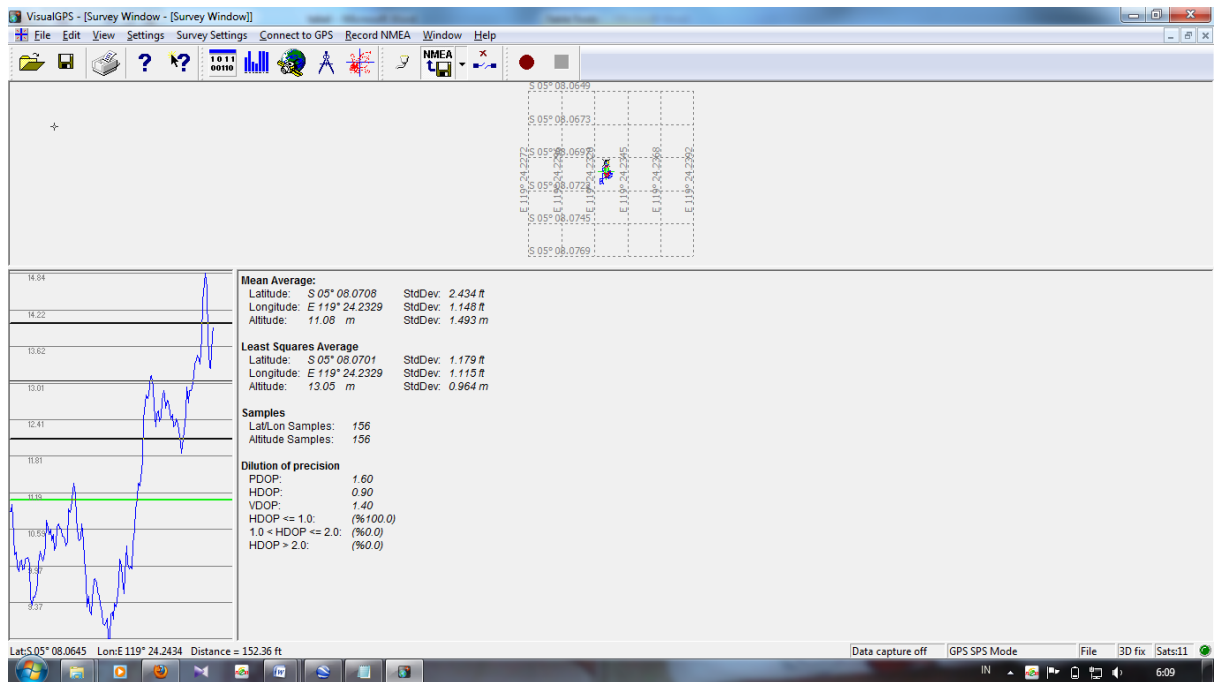 VisualGPS - [Survey Window - [Survey Window]]
File Edit View Settings Survey Settings Connect to GPS Record NMEA Window Help
1 0 1 1
00110
NMEA
S 05° 08.0649
S 05° 08.0673
S 05° 08.0697
S 05° 08.0722
S 05° 08.0745
S 05° 08.0769
E 119° 24.2272
E 119° 24.2345
E 119° 24.2368
E 119° 24.2392
14.84
14.22
13.62
13.01
12.41
11.81
11.19
10.59
9.37
Mean Average:
Latitude: S 05° 08.0708 StdDev: 2.434 ft
Longitude: E 119° 24.2329 StdDev: 1.148 ft
Altitude: 11.08 m StdDev: 1.493 m
Least Squares Average
Latitude: S 05° 08.0701 StdDev: 1.179 ft
Longitude: E 119° 24.2329 StdDev: 1.115 ft
Altitude: 13.05 m StdDev: 0.964 m
Samples
Lat/Lon Samples: 156
Altitude Samples: 156
Dilution of precision
PDOP: 1.60
HDOP: 0.90
VDOP: 1.40
HDOP <= 1.0: (%100.0)
1.0 < HDOP <= 2.0: (%0.0)
HDOP > 2.0: (%0.0)
Lat:S 05° 08.0645 Lon:E 119° 24.2434 Distance = 152.36 ft
Data capture off GPS SPS Mode File 3D fix Sats:11
IN 6:09